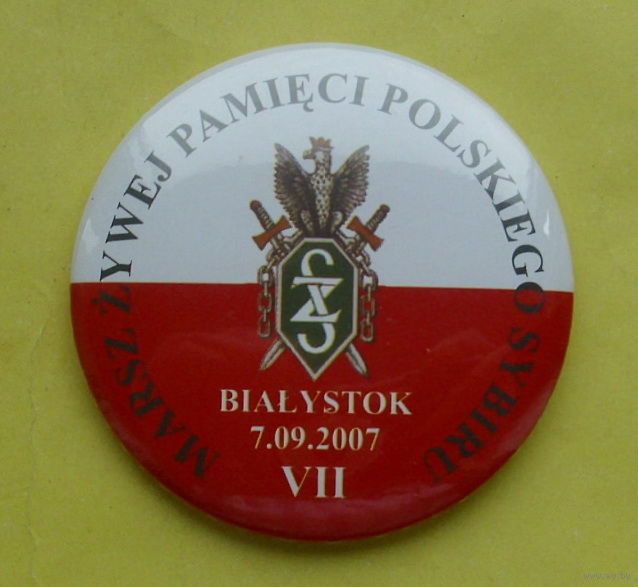 MARSZ ŻYWEJ PAMIĘCI POLSKIEGO SYBIRU
BIAŁYSTOK
7.09.2007
VII